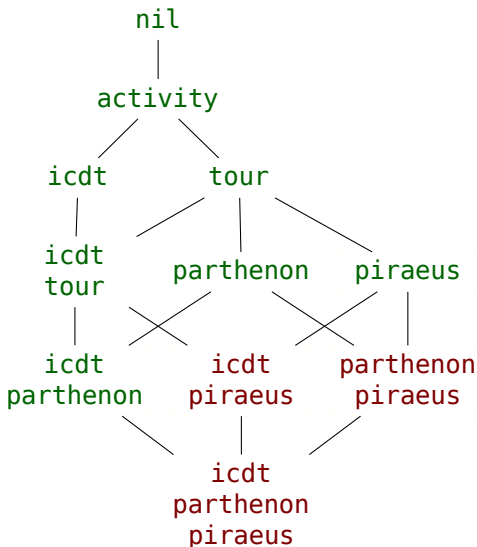 nil
activity
icdt
tour
icdt
tour
parthenon
piraeus
icdt
parthenon
icdt
piraeus
parthenon
piraeus
icdt
parthenon
piraeus